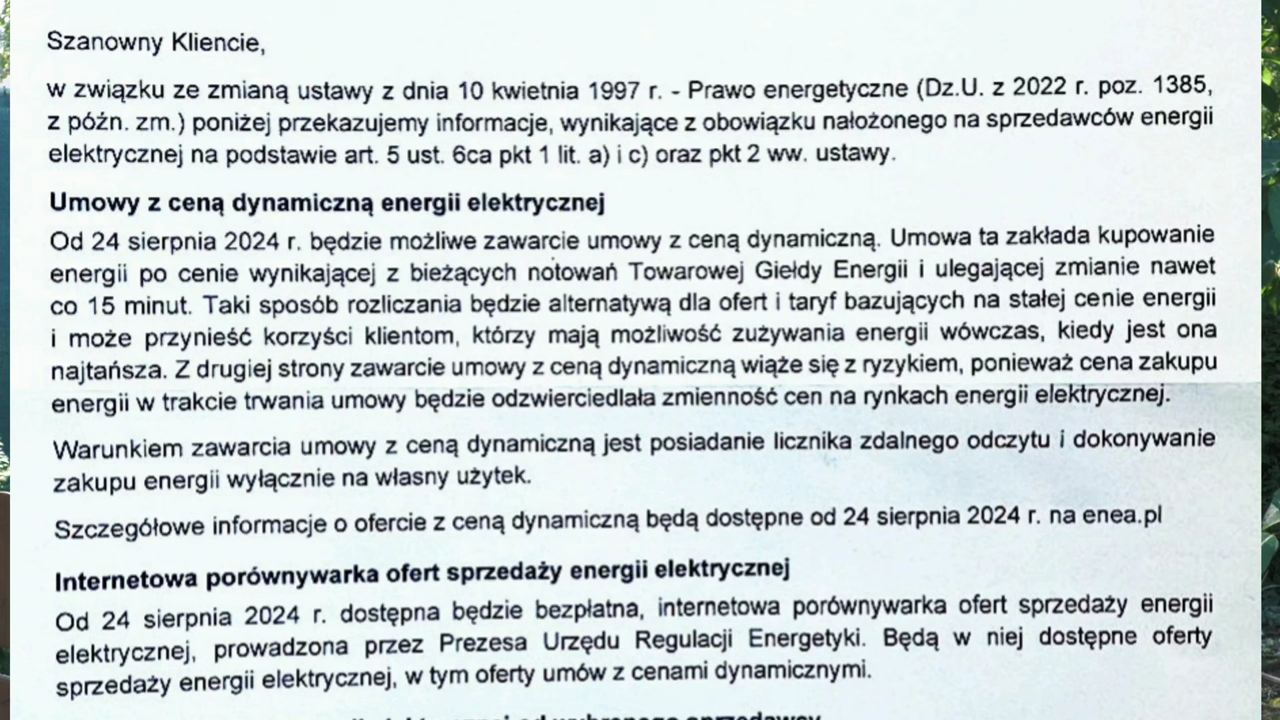 Szanowny Kliencie,
w związku ze zmianą ustawy z dnia 10 kwietnia 1997 r. - Prawo energetyczne (Dz.U. z 2022 r. poz. 1385,
z późn. zm.) poniżej przekazujemy informacje, wynikające z obowiązku nałożonego na sprzedawców energii
elektrycznej na podstawie art. 5 ust. 6ca pkt 1 lit. a) i c) oraz pkt 2 ww. ustawy.
Umowy z ceną dynamiczną energii elektrycznej
Od 24 sierpnia 2024 r. będzie możliwe zawarcie umowy z ceną dynamiczną. Umowa ta zakłada kupowanie
energii po cenie wynikającej z bieżących notowań Towarowej Giełdy Energii i ulegającej zmianie nawet
co 15 minut. Taki sposób rozliczania będzie alternatywą dla ofert i taryf bazujących na stałej cenie energii
i może przynieść korzyści klientom, którzy mają możliwość zużywania energii wówczas, kiedy jest ona
najtańsza. Z drugiej strony zawarcie umowy z ceną dynamiczną wiąże się z ryzykiem, ponieważ cena zakupu
energii w trakcie trwania umowy będzie odzwierciedlała zmienność cen na rynkach energii elektrycznej.
Warunkiem zawarcia umowy z ceną dynamiczną jest posiadanie licznika zdalnego odczytu i dokonywanie
zakupu energii wyłącznie na własny użytek.
Szczegółowe informacje o ofercie z ceną dynamiczną będą dostępne od 24 sierpnia 2024 r. na enea.pl
Internetowa porównywarka ofert sprzedaży energii elektrycznej
Od 24 sierpnia 2024 r. dostępna będzie bezpłatna, internetowa porównywarka ofert sprzedaży energii
elektrycznej, prowadzona przez Prezesa Urzędu Regulacji Energetyki. Będą w niej dostępne oferty
sprzedaży energii elektrycznej, w tym oferty umów z cenami dynamicznymi.
od wybranego sprzedawcy